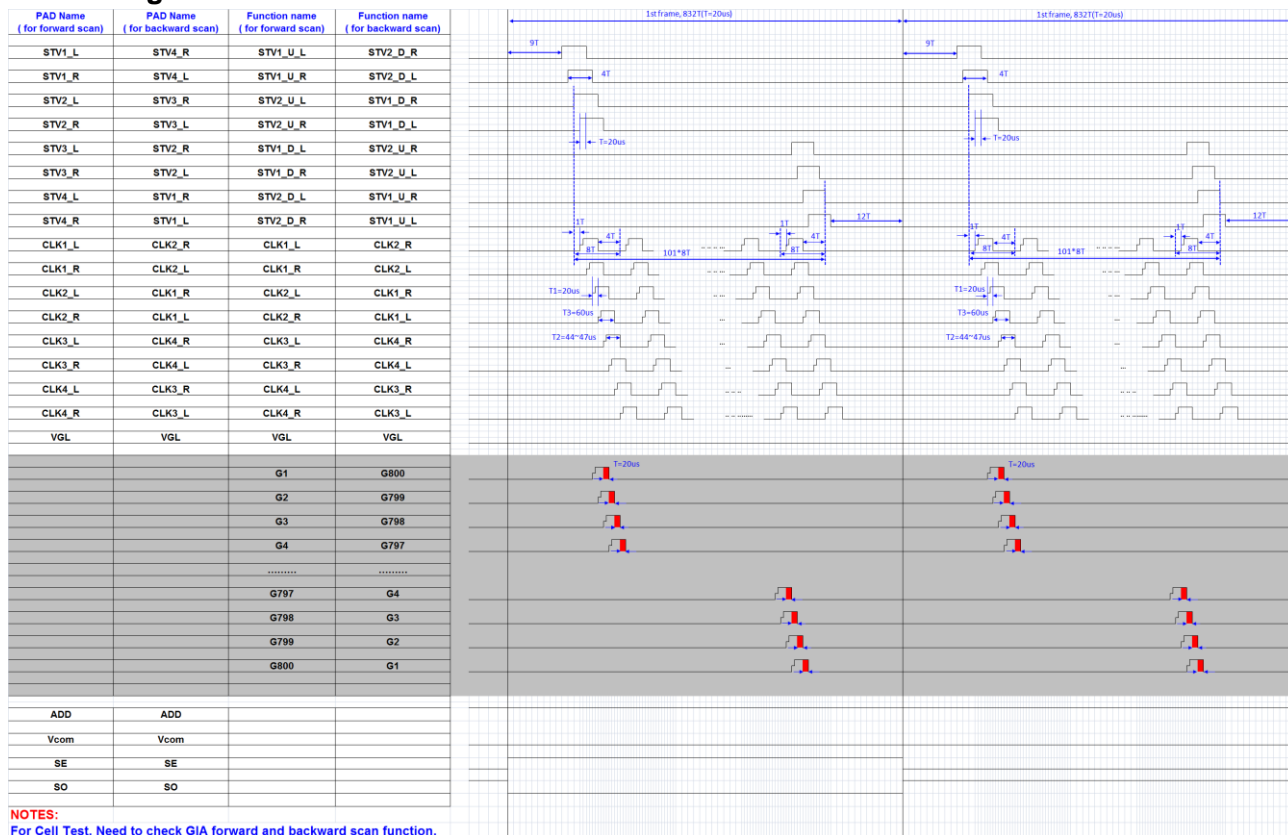 PAD Name PAD Name Function name Function name
( for forward scan) ( for backward scan) ( for forward scan) ( for backward scan)
1st frame, 832T(T=20us) 1st frame, 832T(T=20us)
STV1_L STV4_R STV1_U_L STV2_D_R 9T 9T
STV1_R STV4_L STV1_U_R STV2_D_L 4T 4T
STV2_L STV3_R STV2_U_L STV1_D_R
STV2_R STV3_L STV2_U_R STV1_D_L
T=20us T=20us
STV3_L STV2_R STV1_D_L STV2_U_R
STV3_R STV2_L STV1_D_R STV2_U_L
STV4_L STV1_R STV2_D_L STV1_U_R
STV4_R STV1_L STV2_D_R STV1_U_L 1T 1T 12T 1T 1T 12T
CLK1_L CLK2_R CLK1_L CLK2_R 4T 4T 4T 4T
8T 8T 8T 8T
101*8T 101*8T
CLK1_R CLK2_L CLK1_R CLK2_L
CLK2_L CLK1_R CLK2_L CLK1_R T1=20us T1=20us
CLK2_R CLK1_L CLK2_R CLK1_L T3=60us T3=60us
CLK3_L CLK4_R CLK3_L CLK4_R T2=44~47us T2=44~47us
CLK3_R CLK4_L CLK3_R CLK4_L
CLK4_L CLK3_R CLK4_L CLK3_R
CLK4_R CLK3_L CLK4_R CLK3_L
VGL VGL VGL VGL
T=20us T=20us
G1 G800
G2 G799
G3 G798
G4 G797
......... .........
G797 G4
G798 G3
G799 G2
G800 G1
ADD ADD
Vcom Vcom
SE SE
SO SO
NOTES:
For Cell Test. Need to check GIA forward and backward scan function.